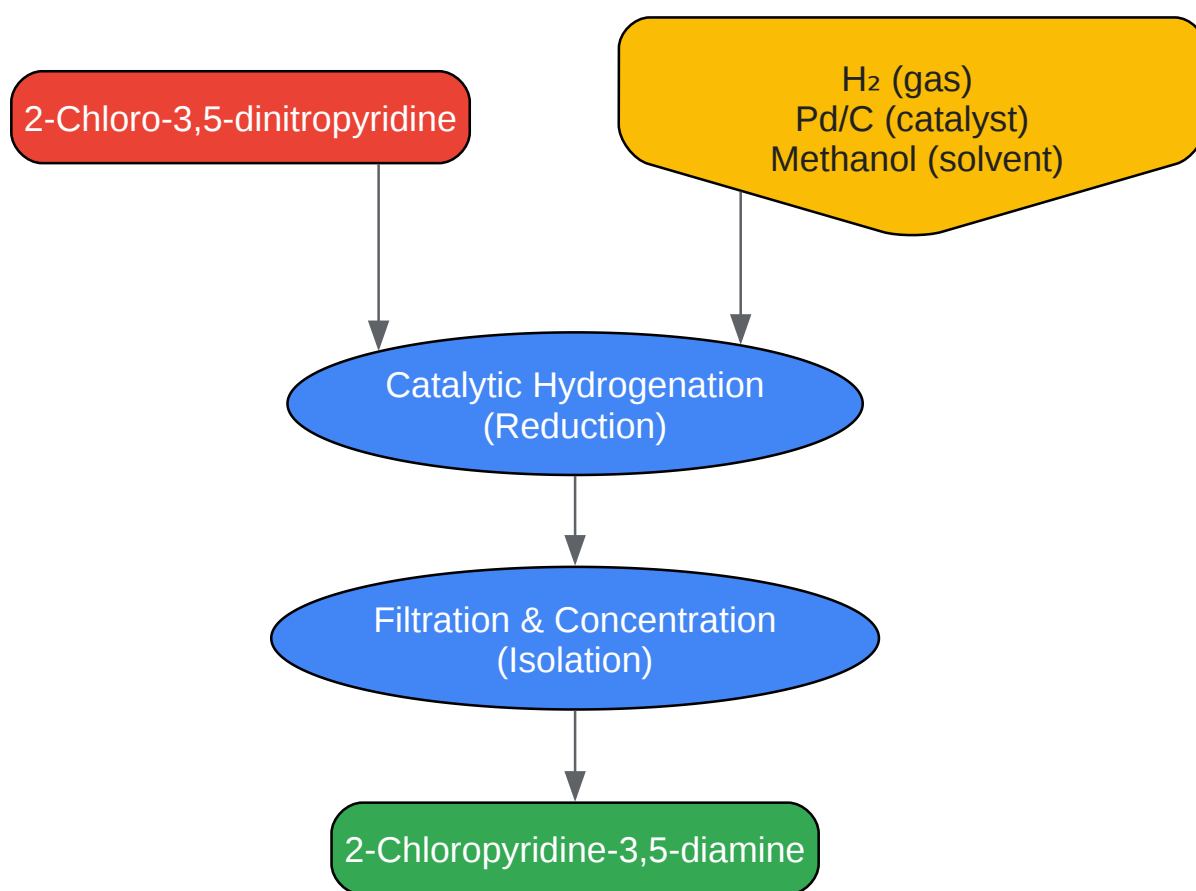 2-Chloro-3,5-dinitropyridine
H₂ (gas)
Pd/C (catalyst)
Methanol (solvent)
Catalytic Hydrogenation
(Reduction)
Filtration & Concentration
(Isolation)
2-Chloropyridine-3,5-diamine